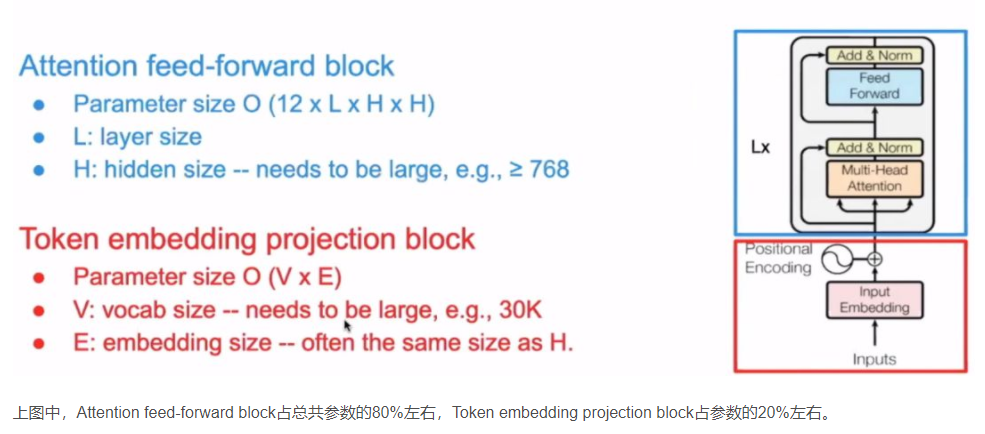 Attention feed-forward block
Parameter size O (12 x L x H x H)
L: layer size
H: hidden size -- needs to be large, e.g., ≥ 768
Token embedding projection block
Parameter size O (V x E)
V: vocab size -- needs to be large, e.g., 30K
E: embedding size -- often the same size as H.
Lx
Add & Norm
Feed
Forward
Add & Norm
Multi-Head
Attention
Positional
Encoding
Input
Embedding
Inputs
上图中，Attention feed-forward block占总共参数的80%左右，Token embedding projection block占参数的20%左右。